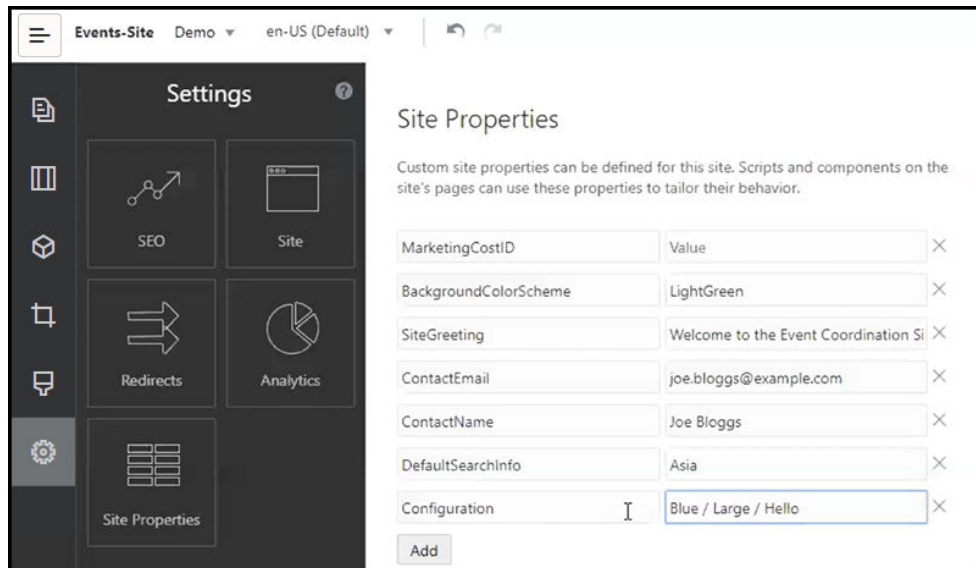 Events-Site Demo en-US (Default)
Settings
SEO
Site
Redirects
Analytics
Site Properties
Site Properties
Custom site properties can be defined for this site. Scripts and components on the
site's pages can use these properties to tailor their behavior.
MarketingCostID Value
BackgroundColorScheme LightGreen
SiteGreeting Welcome to the Event Coordination Si
ContactEmail joe.bloggs@example.com
ContactName Joe Bloggs
DefaultSearchInfo Asia
Configuration Blue / Large / Hello
Add